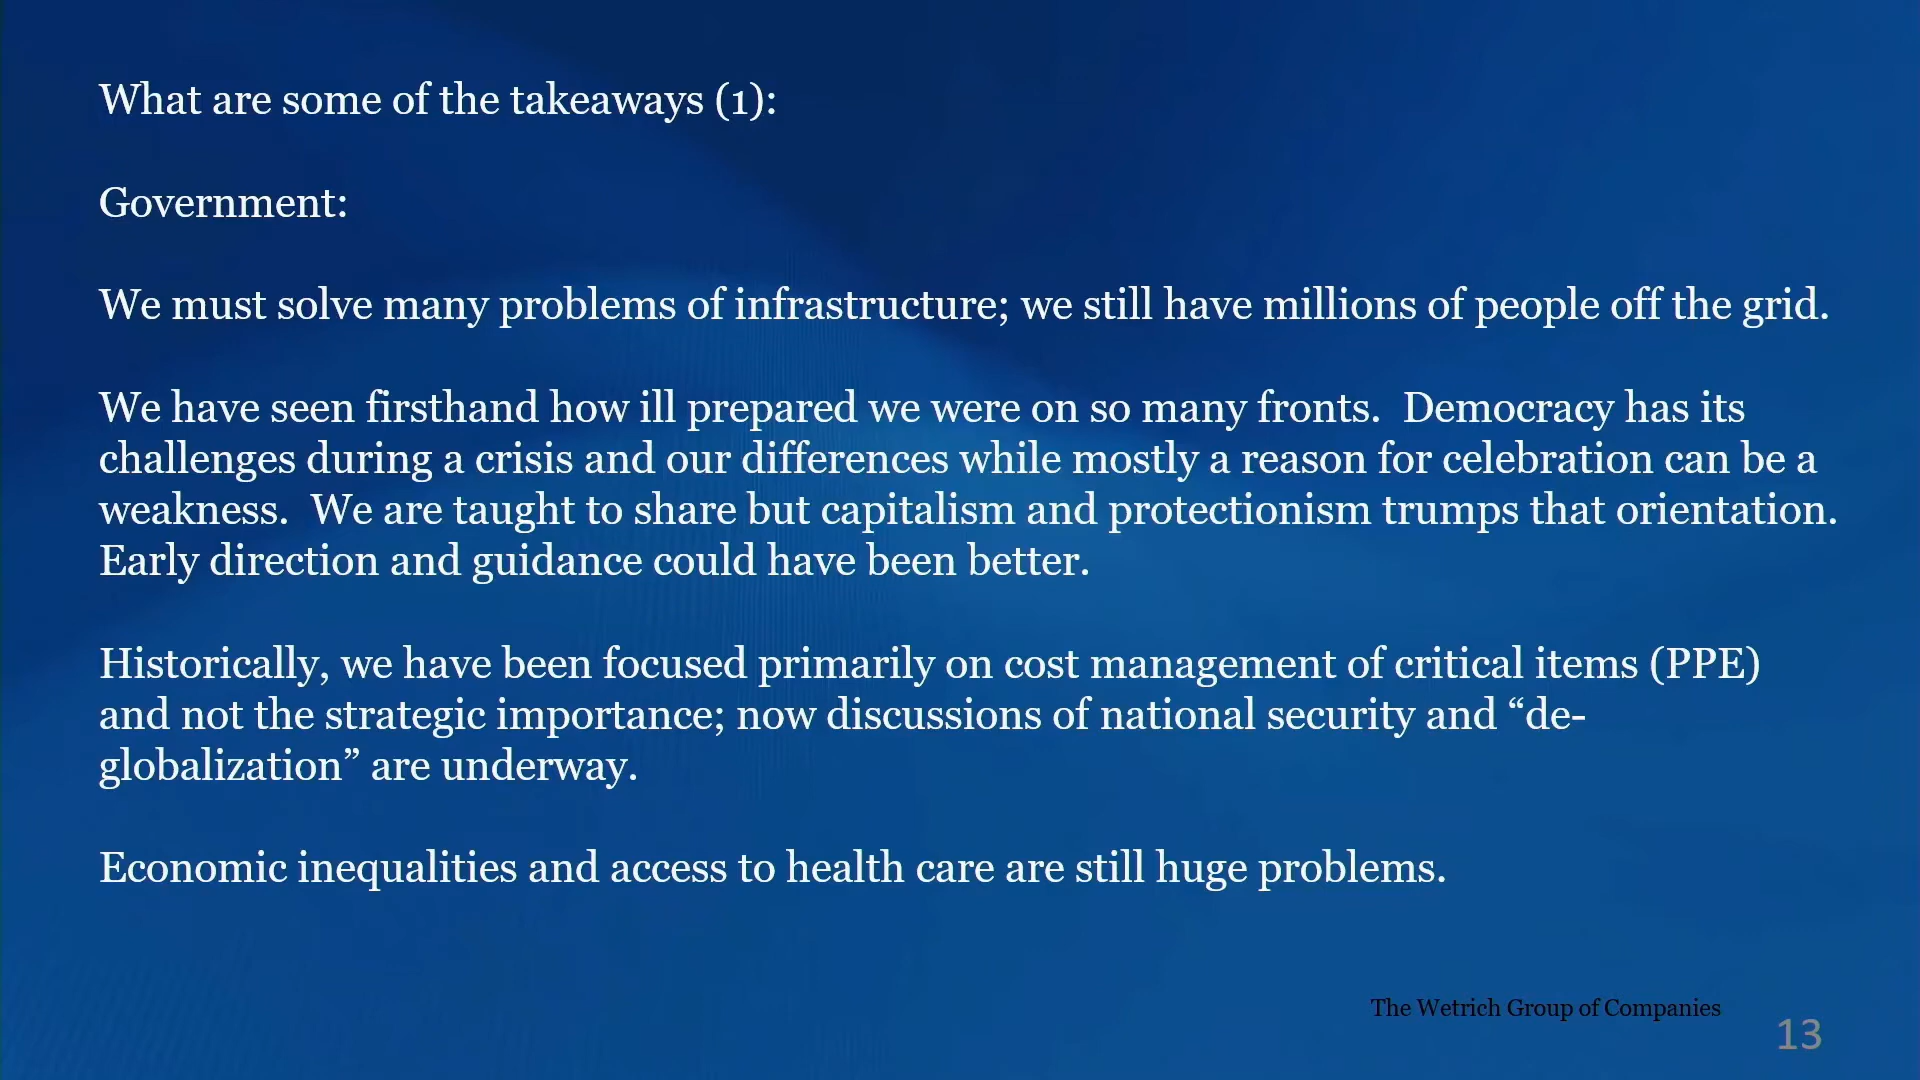 What are some of the takeaways (1):
Government:
We must solve many problems of infrastructure; we still have millions of people off the grid.
We have seen firsthand how ill prepared we were on so many fronts.  Democracy has its
challenges during a crisis and our differences while mostly a reason for celebration can be a
weakness.  We are taught to share but capitalism and protectionism trumps that orientation.
Early direction and guidance could have been better.
Historically, we have been focused primarily on cost management of critical items (PPE)
and not the strategic importance; now discussions of national security and “de-
globalization” are underway.
Economic inequalities and access to health care are still huge problems.
The Wetrich Group of Companies
13